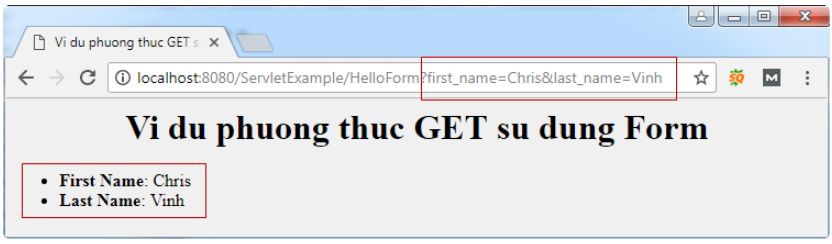 Vi du phuong thuc GET s
localhost:8080/ServletExample/HelloForm?first_name=Chris&last_name=Vinh
SQ
M
Vi du phuong thuc GET su dung Form
• First Name: Chris
• Last Name: Vinh